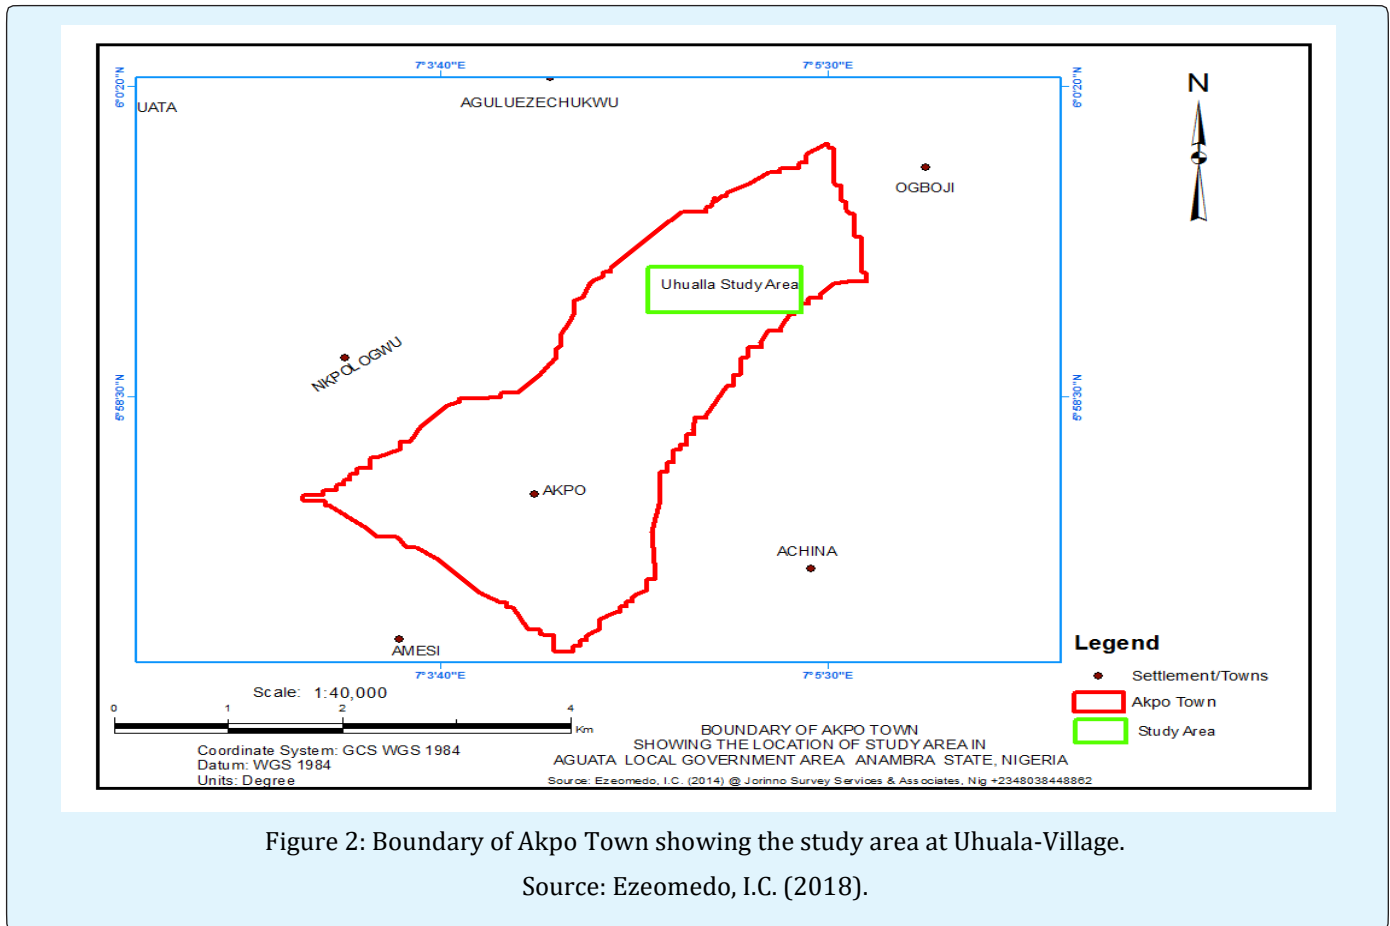 7°3'40"E
7°5'30"E
N
6°0'20"N
6°0'20"N
UATA
AGULUEZECHUKWU
OGBOJI
Uhualla Study Area
NKPOLOGWU
5°58'30"N
5°58'30"N
AKPO
ACHINA
AMESI
7°3'40"E
7°5'30"E
Legend
Settlement/Towns
Akpo Town
Study Area
Scale: 1:40,000
0 1 2 4
Km
Coordinate System: GCS WGS 1984
Datum: WGS 1984
Units: Degree
BOUNDARY OF AKPO TOWN
SHOWING THE LOCATION OF STUDY AREA IN
AGUATA LOCAL GOVERNMENT AREA ANAMBRA STATE, NIGERIA
Source: Ezeomedo, I.C. (2014) @ Jorinno Survey Services & Associates, Nig +2348038448862
Figure 2: Boundary of Akpo Town showing the study area at Uhuala-Village.
Source: Ezeomedo, I.C. (2018).